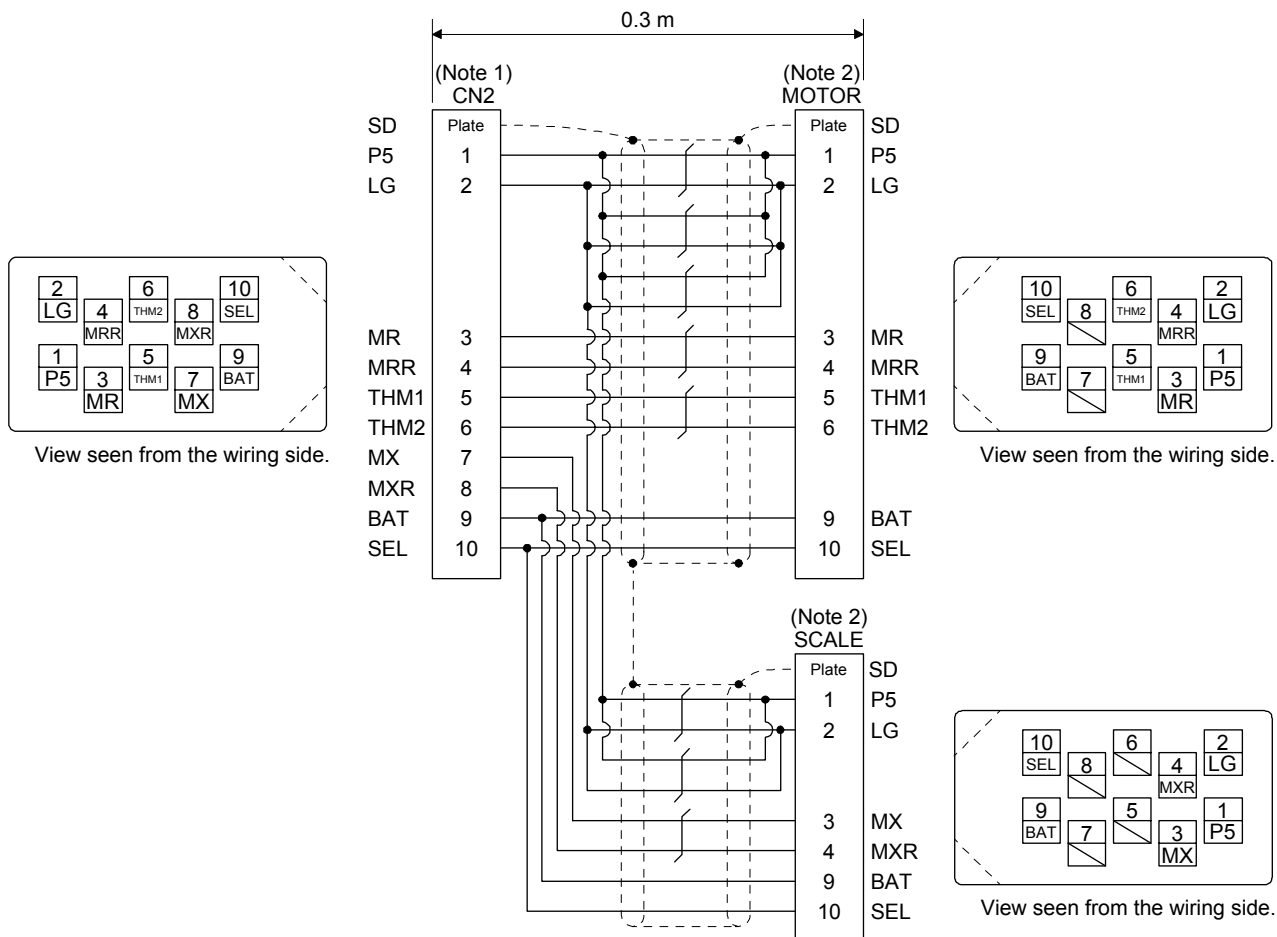 0.3 m
(Note 1)
CN2
(Note 2)
MOTOR
SD Plate Plate SD
P5 1 1 P5
LG 2 2 LG
MR 3 3 MR
MRR 4 4 MRR
THM1 5 5 THM1
THM2 6 6 THM2
MX 7
MXR 8
BAT 9 9 BAT
SEL 10 10 SEL
2 6 10
LG 4 THM2 8 SEL
MRR MXR
1 5 9
P5 3 THM1 7 BAT
MR MX
View seen from the wiring side.
10 6 2
SEL 8 THM2 4 LG
MRR
9 5 1
BAT 7 THM1 3 P5
MR
View seen from the wiring side.
(Note 2)
SCALE
Plate SD
1 P5
2 LG
3 MX
4 MXR
9 BAT
10 SEL
10 6 2
SEL 8 4 LG
MXR
9 5 1
BAT 7 3 P5
MX
View seen from the wiring side.